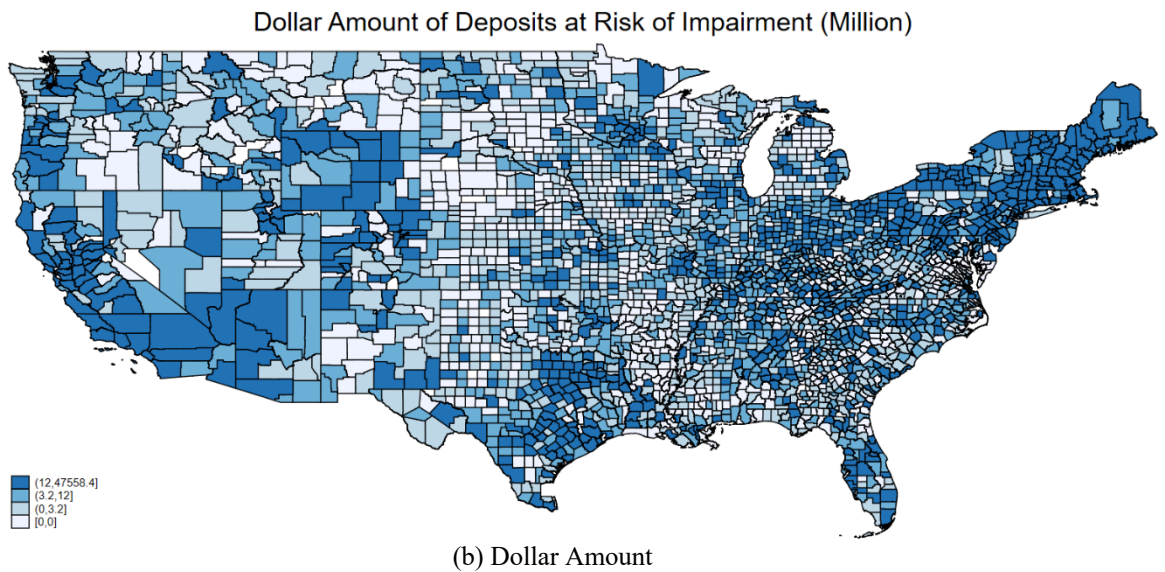 Dollar Amount of Deposits at Risk of Impairment (Million)
(12,47558.4]
(3.2,12]
(0,3.2]
[0,0]
(b) Dollar Amount